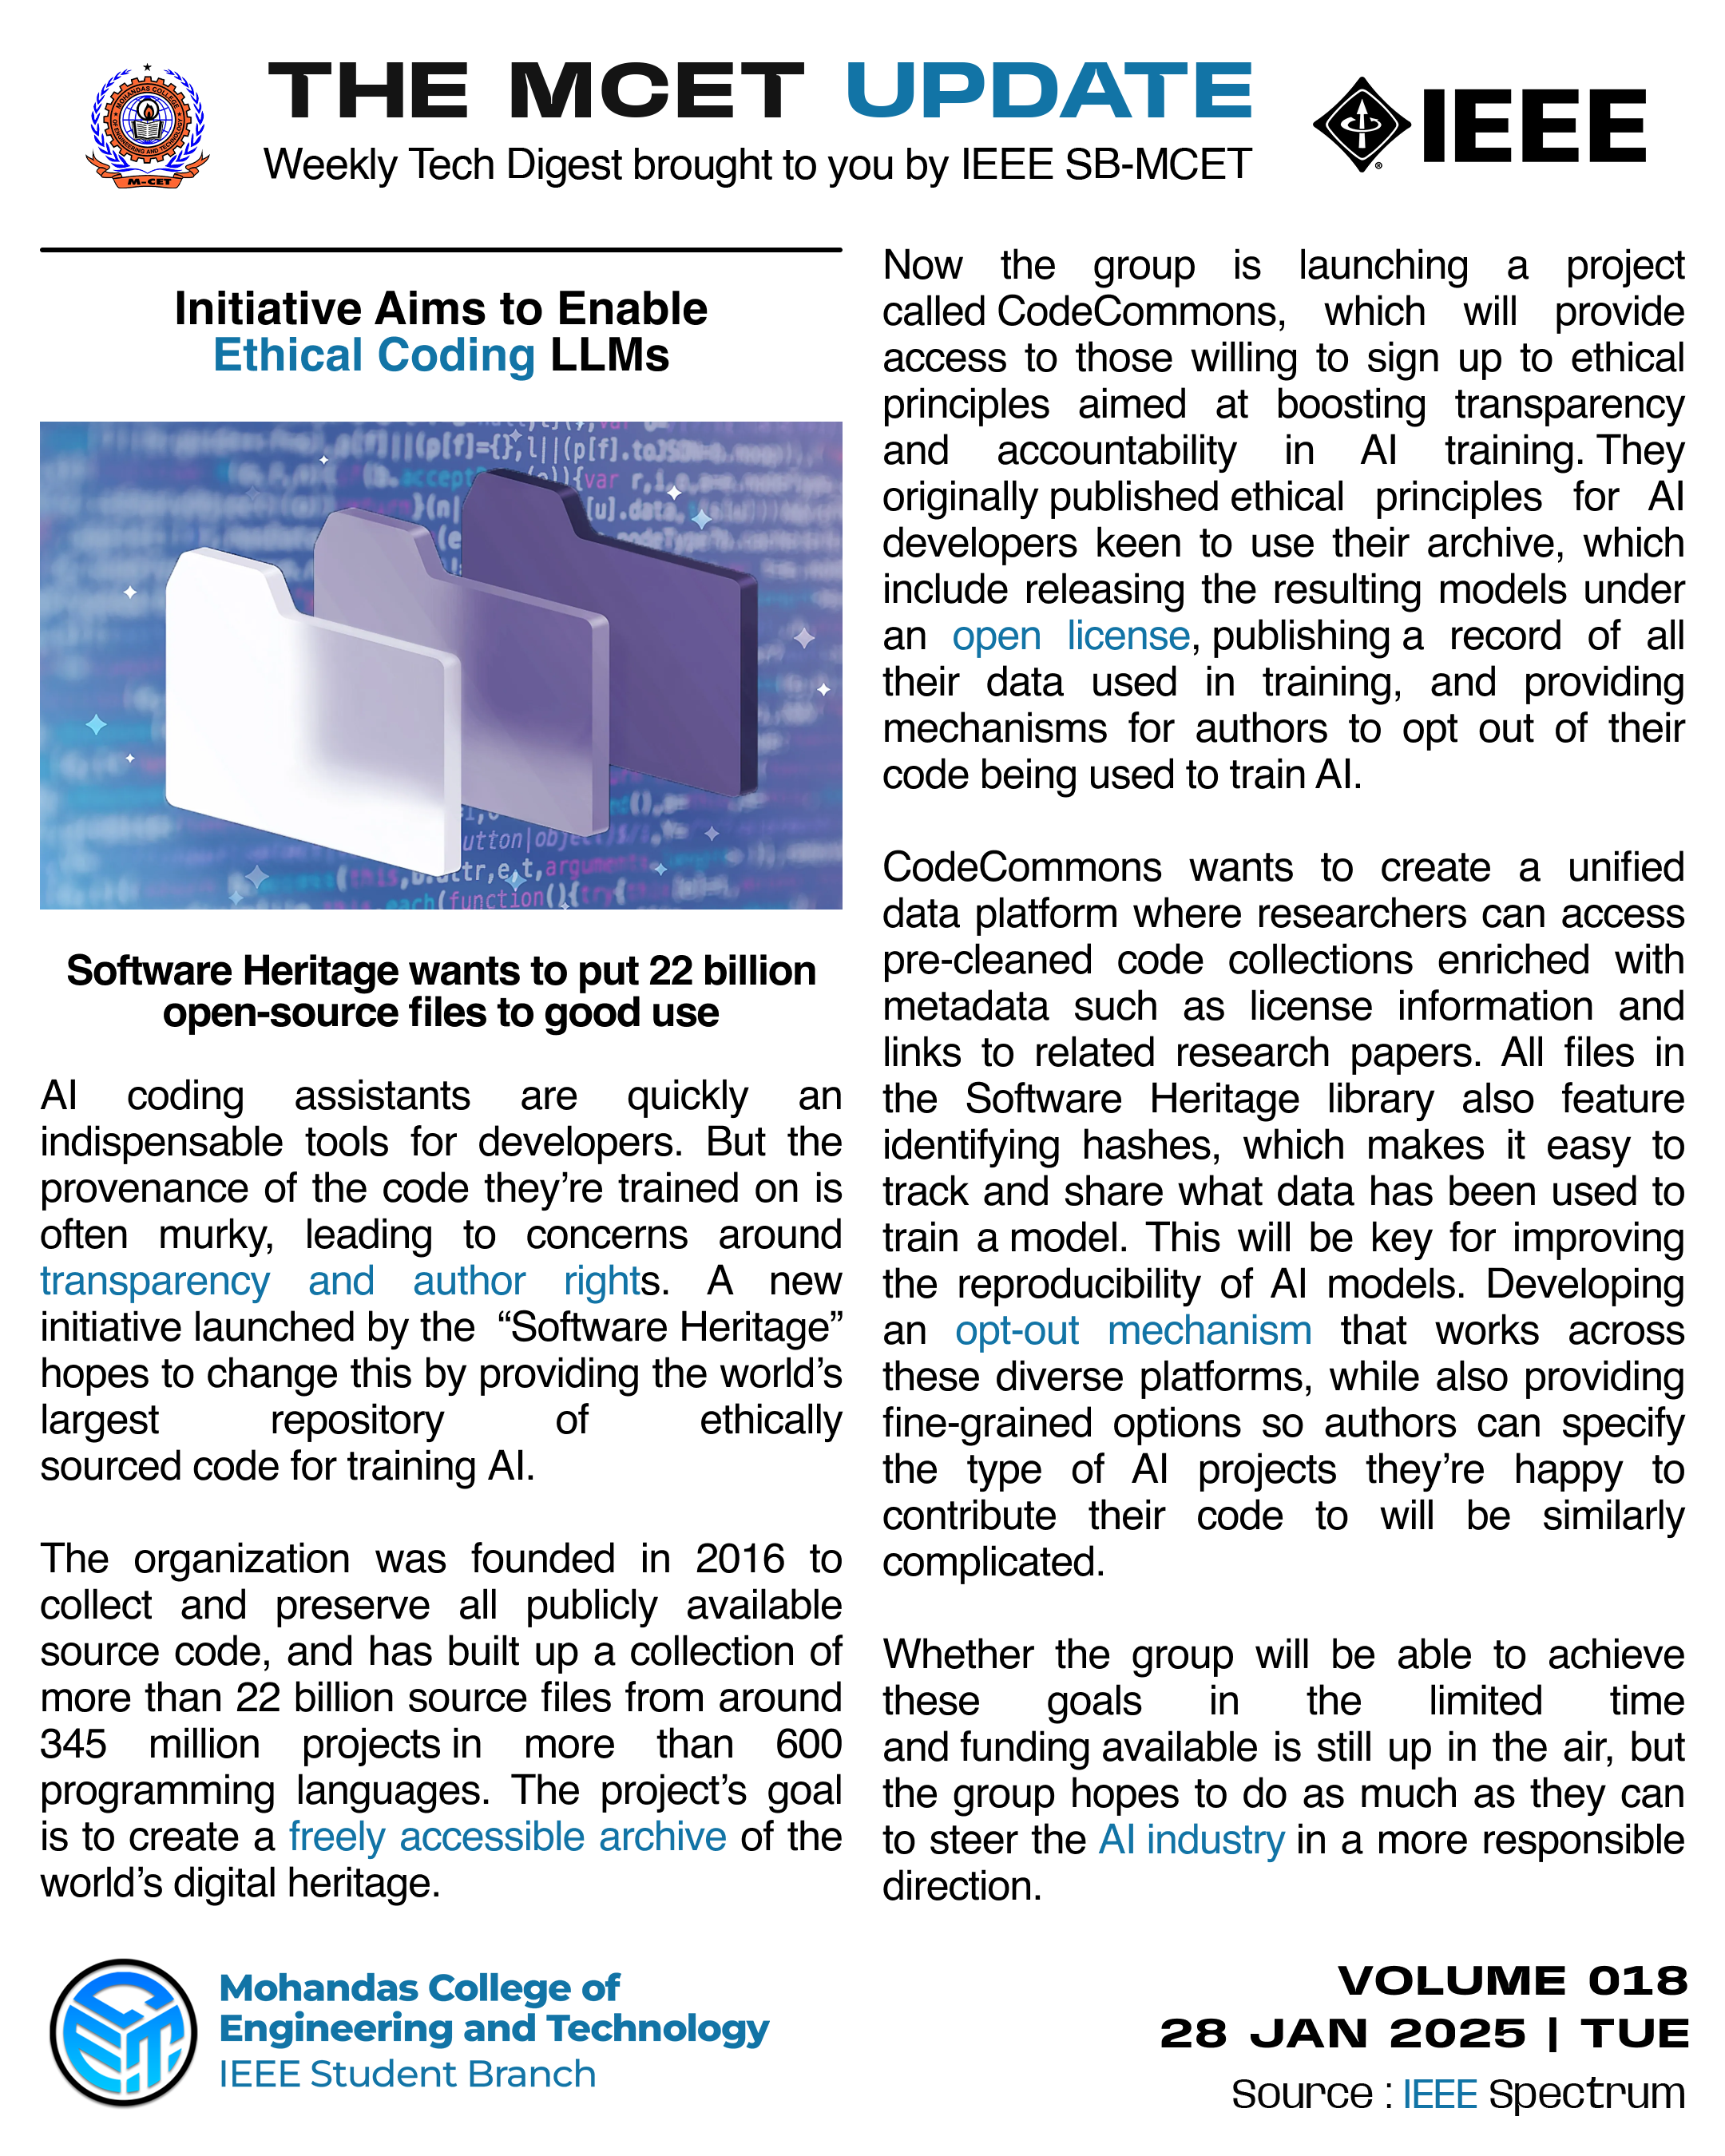 THE MCET UPDATE
Weekly Tech Digest brought to you by IEEE SB-MCET
MOHANDAS COLLEGE
OF ENGINEERING AND TECHNOLOGY
M-CET
IEEE
Initiative Aims to Enable
Ethical Coding LLMs
Software Heritage wants to put 22 billion
open-source files to good use
AI coding assistants are quickly an
indispensable tools for developers. But the
provenance of the code they’re trained on is
often murky, leading to concerns around
transparency and author rights. A new
initiative launched by the “Software Heritage”
hopes to change this by providing the world’s
largest repository of ethically
sourced code for training AI.
The organization was founded in 2016 to
collect and preserve all publicly available
source code, and has built up a collection of
more than 22 billion source files from around
345 million projects in more than 600
programming languages. The project’s goal
is to create a freely accessible archive of the
world’s digital heritage.
Now the group is launching a project
called CodeCommons, which will provide
access to those willing to sign up to ethical
principles aimed at boosting transparency
and accountability in AI training. They
originally published ethical principles for AI
developers keen to use their archive, which
include releasing the resulting models under
an open license, publishing a record of all
their data used in training, and providing
mechanisms for authors to opt out of their
code being used to train AI.
CodeCommons wants to create a unified
data platform where researchers can access
pre-cleaned code collections enriched with
metadata such as license information and
links to related research papers. All files in
the Software Heritage library also feature
identifying hashes, which makes it easy to
track and share what data has been used to
train a model. This will be key for improving
the reproducibility of AI models. Developing
an opt-out mechanism that works across
these diverse platforms, while also providing
fine-grained options so authors can specify
the type of AI projects they’re happy to
contribute their code to will be similarly
complicated.
Whether the group will be able to achieve
these goals in the limited time
and funding available is still up in the air, but
the group hopes to do as much as they can
to steer the AI industry in a more responsible
direction.
Mohandas College of
Engineering and Technology
IEEE Student Branch
VOLUME 018
28 JAN 2025 | TUE
Source : IEEE Spectrum